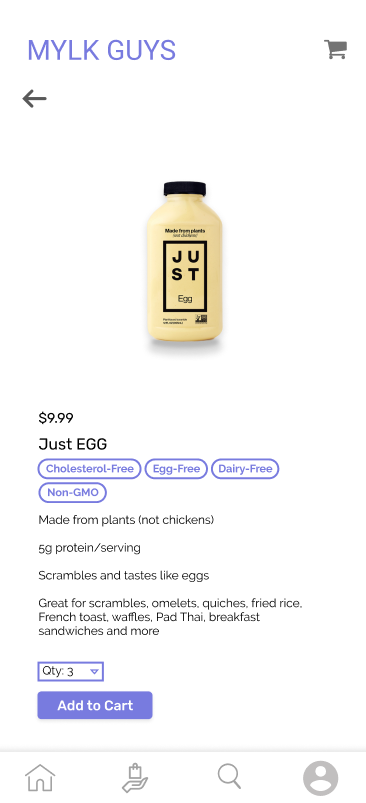 MYLK GUYS
Made from plants
(not chickens)
J U
S T
Egg
$9.99
Just EGG
Cholesterol-Free
Egg-Free
Dairy-Free
Non-GMO
Made from plants (not chickens)
5g protein/serving
Scrambles and tastes like eggs
Great for scrambles, omelets, quiches, fried rice,
French toast, waffles, Pad Thai, breakfast
sandwiches and more
Qty: 3
Add to Cart